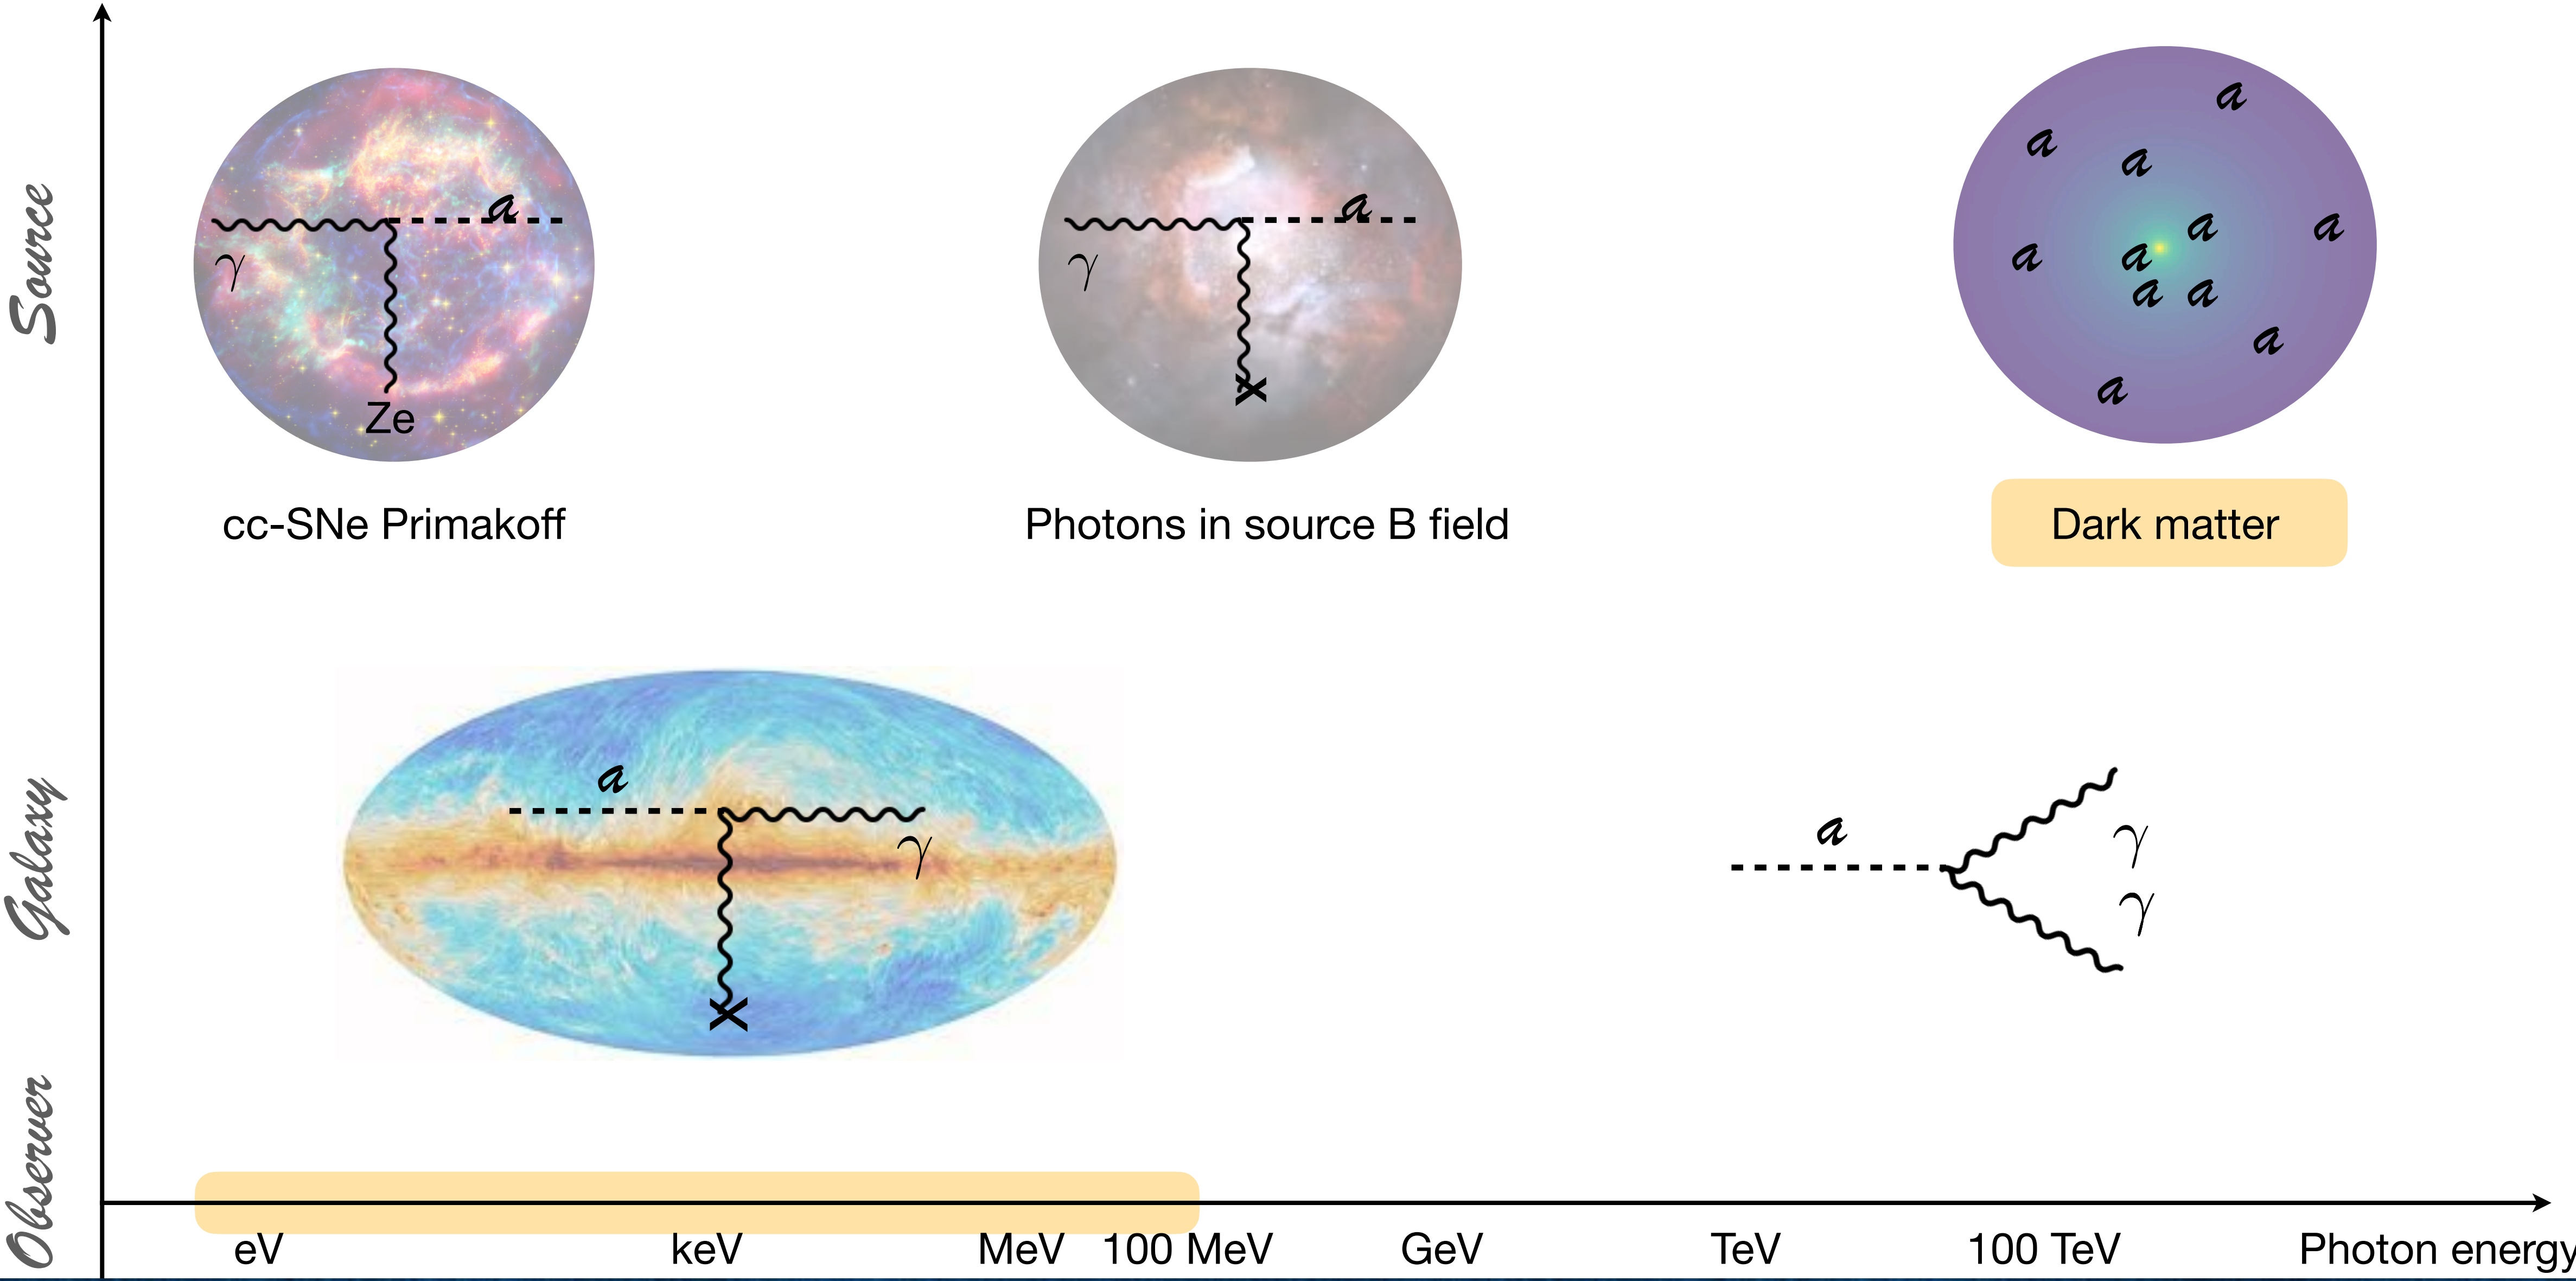 Source
a
a
a
a
a
a
a
a
a
a
a
a
γ
γ
Ze
X
cc-SNe Primakoff
Photons in source B field
Dark matter
Galaxy
a
a
γ
γ
γ
X
Observer
eV
keV
MeV
100 MeV
GeV
TeV
100 TeV
Photon energy